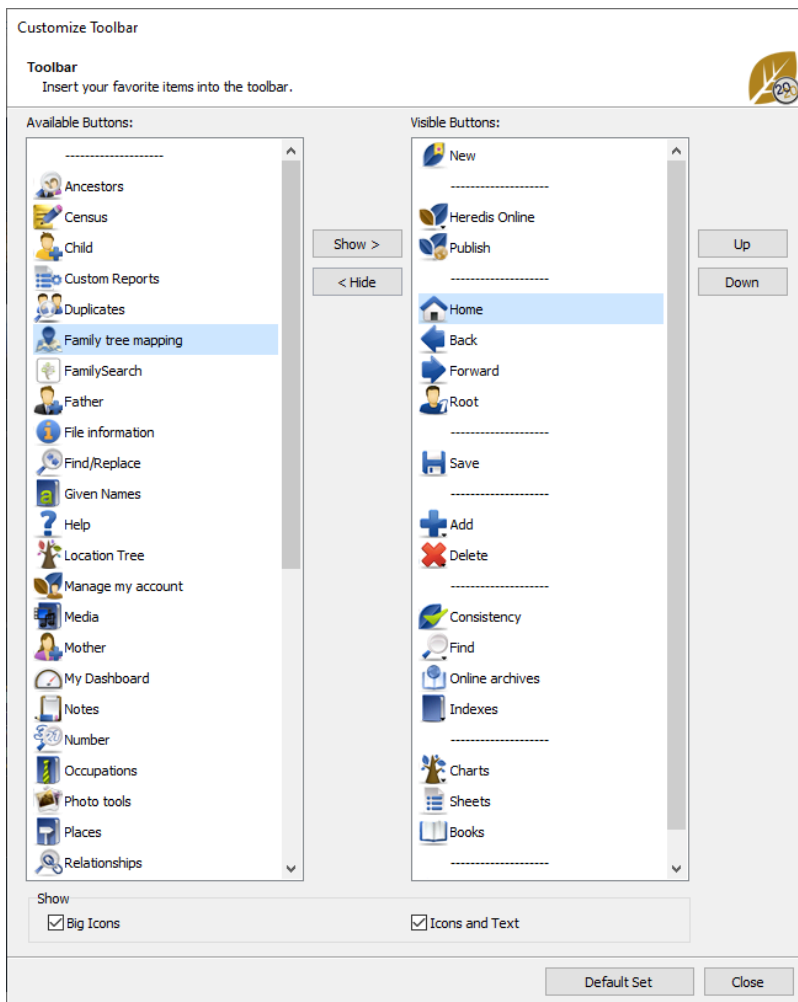 Customize Toolbar
Toolbar
Insert your favorite items into the toolbar.
2020
Available Buttons:
--------------------
Ancestors
Census
Child
Custom Reports
Duplicates
Family tree mapping
FamilySearch
Father
File information
Find/Replace
a Given Names
Help
Location Tree
Manage my account
Media
Mother
My Dashboard
Notes
Number
Occupations
Photo tools
Places
Relationships
Show >
< Hide
Visible Buttons:
New
--------------------
Heredis Online
Publish
--------------------
Home
Back
Forward
Root
--------------------
Save
--------------------
Add
Delete
--------------------
Consistency
Find
Online archives
Indexes
--------------------
Charts
Sheets
Books
--------------------
Up
Down
Show
Big Icons
Icons and Text
Default Set
Close